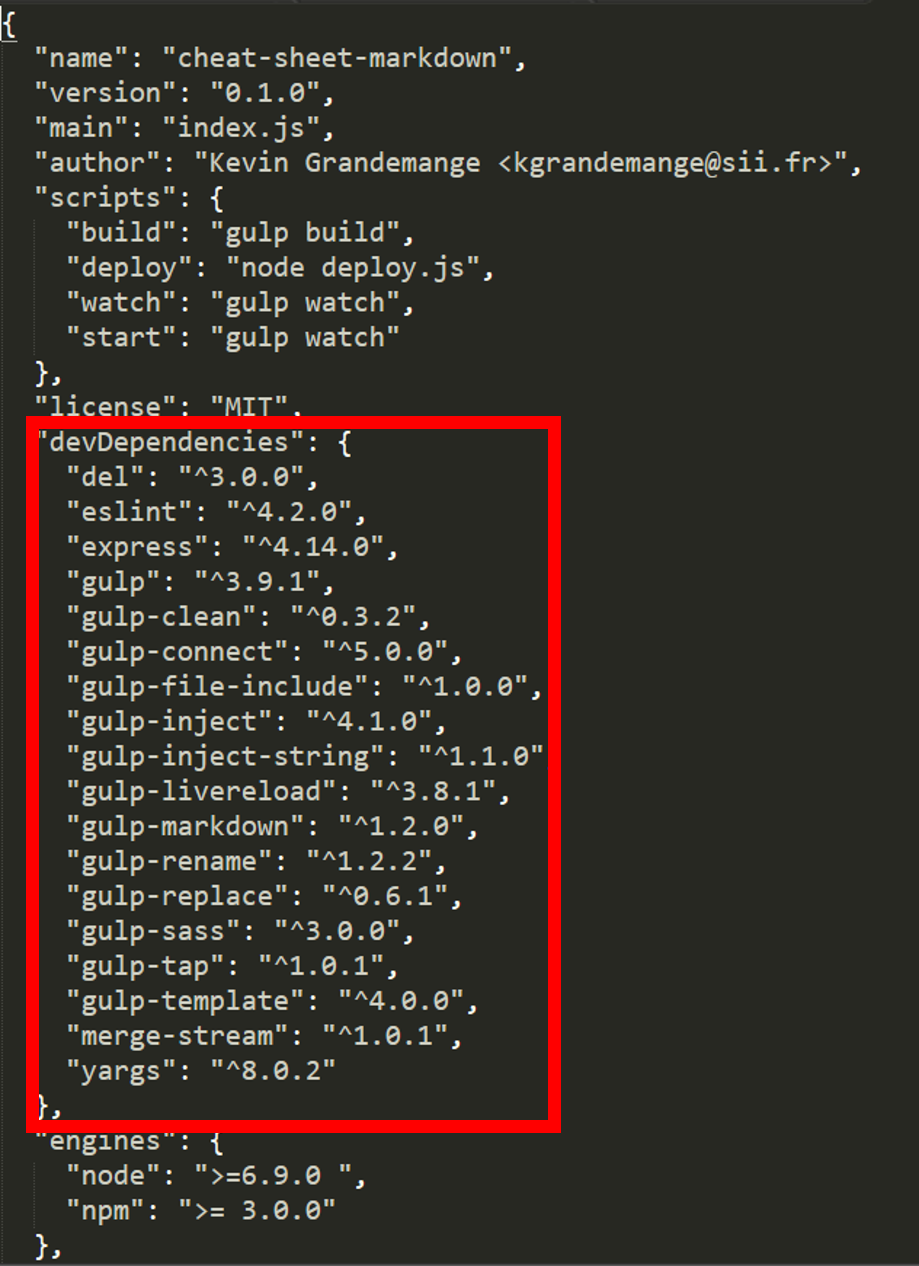 {
"name": "cheat-sheet-markdown",
"version": "0.1.0",
"main": "index.js",
"author": "Kevin Grandemange <kgrandemange@sii.fr>",
"scripts": {
"build": "gulp build",
"deploy": "node deploy.js",
"watch": "gulp watch",
"start": "gulp watch"
},
"license": "MIT",
"devDependencies": {
"del": "^3.0.0",
"eslint": "^4.2.0",
"express": "^4.14.0",
"gulp": "^3.9.1",
"gulp-clean": "^0.3.2",
"gulp-connect": "^5.0.0",
"gulp-file-include": "^1.0.0",
"gulp-inject": "^4.1.0",
"gulp-inject-string": "^1.1.0"
"gulp-livereload": "^3.8.1",
"gulp-markdown": "^1.2.0",
"gulp-rename": "^1.2.2",
"gulp-replace": "^0.6.1",
"gulp-sass": "^3.0.0",
"gulp-tap": "^1.0.1",
"gulp-template": "^4.0.0",
"merge-stream": "^1.0.1",
"yargs": "^8.0.2"
},
"engines": {
"node": ">=6.9.0 ",
"npm": ">= 3.0.0"
},